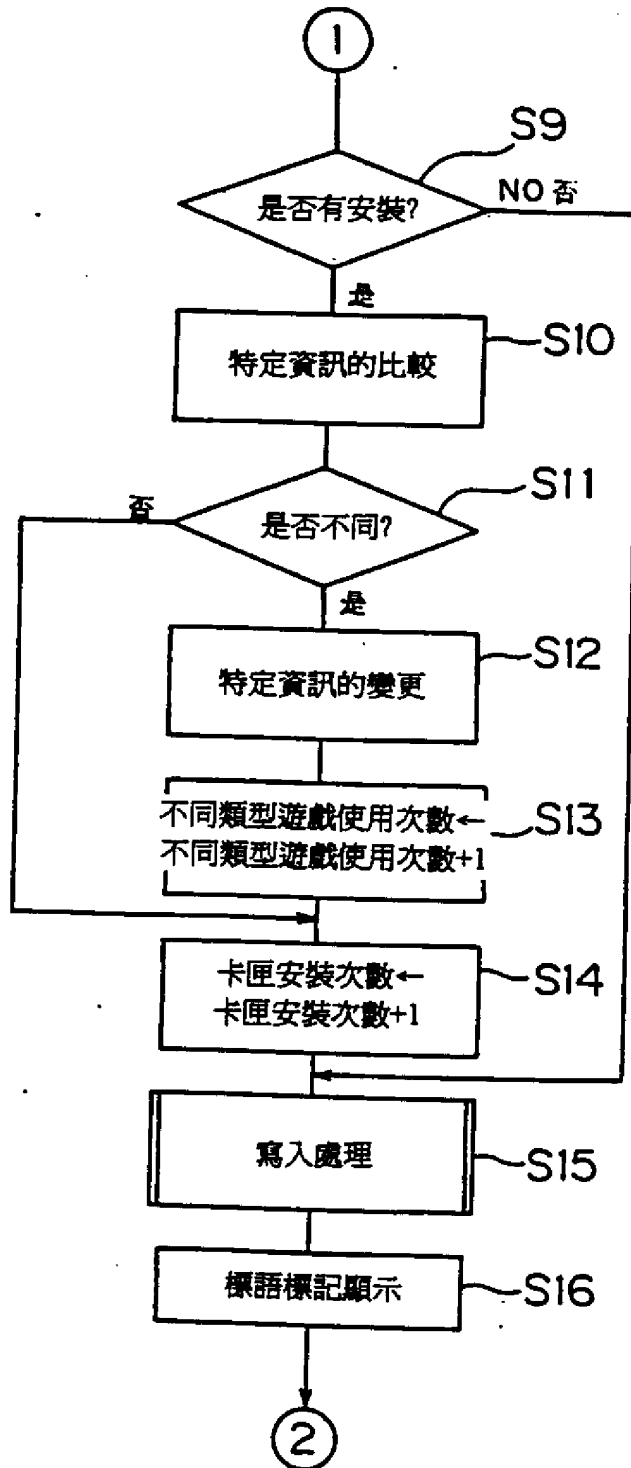 1
S9
是否有安裝?
NO 否
是
S10
特定資訊的比較
S11
否
是否不同?
是
S12
特定資訊的變更
S13
不同類型遊戲使用次數←
不同類型遊戲使用次數+1
S14
卡匣安裝次數←
卡匣安裝次數+1
寫入處理
S15
標語標記顯示
S16
2